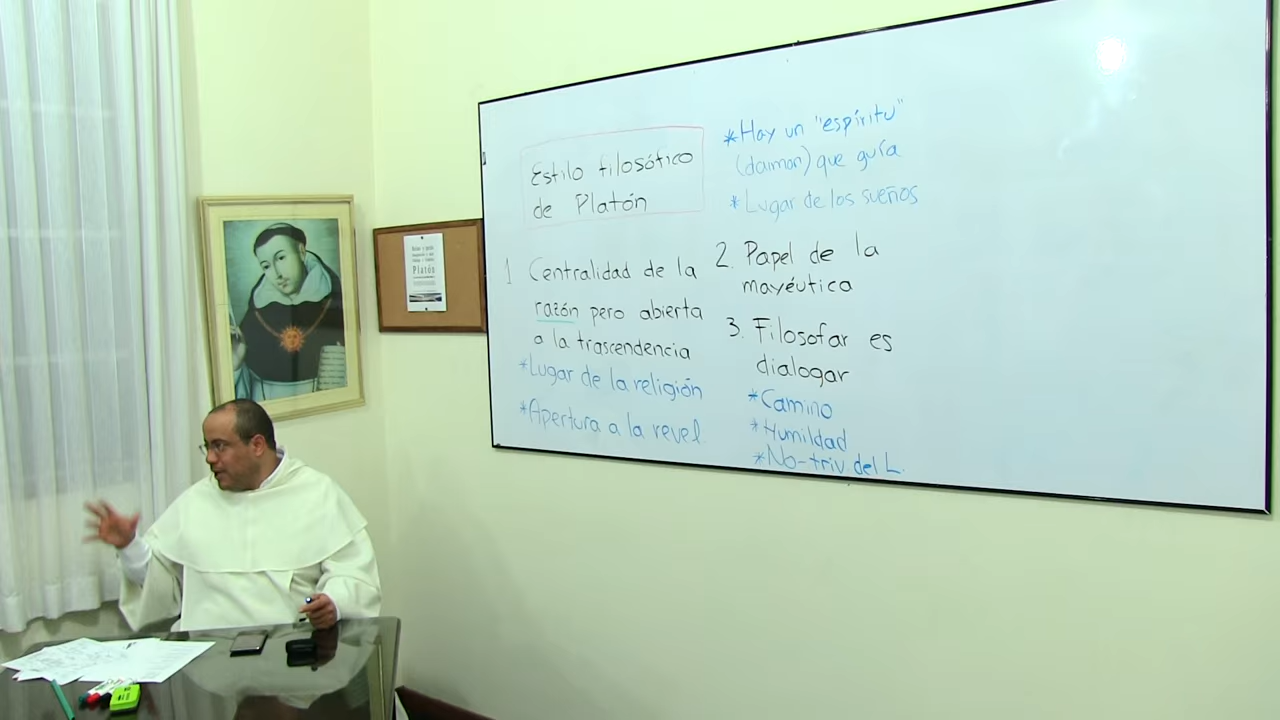 Estilo filosófico
de Platón
1 Centralidad de la
razón pero abierta
a la trascendencia
*Lugar de la religión
*Apertura a la revel.
*Hay un "espíritu"
(daimon) que guía
*Lugar de los sueños
2. Papel de la
mayéutica
3. Filosofar es
dialogar
*Camino
*Humildad
*No-triv. del L.
Platón